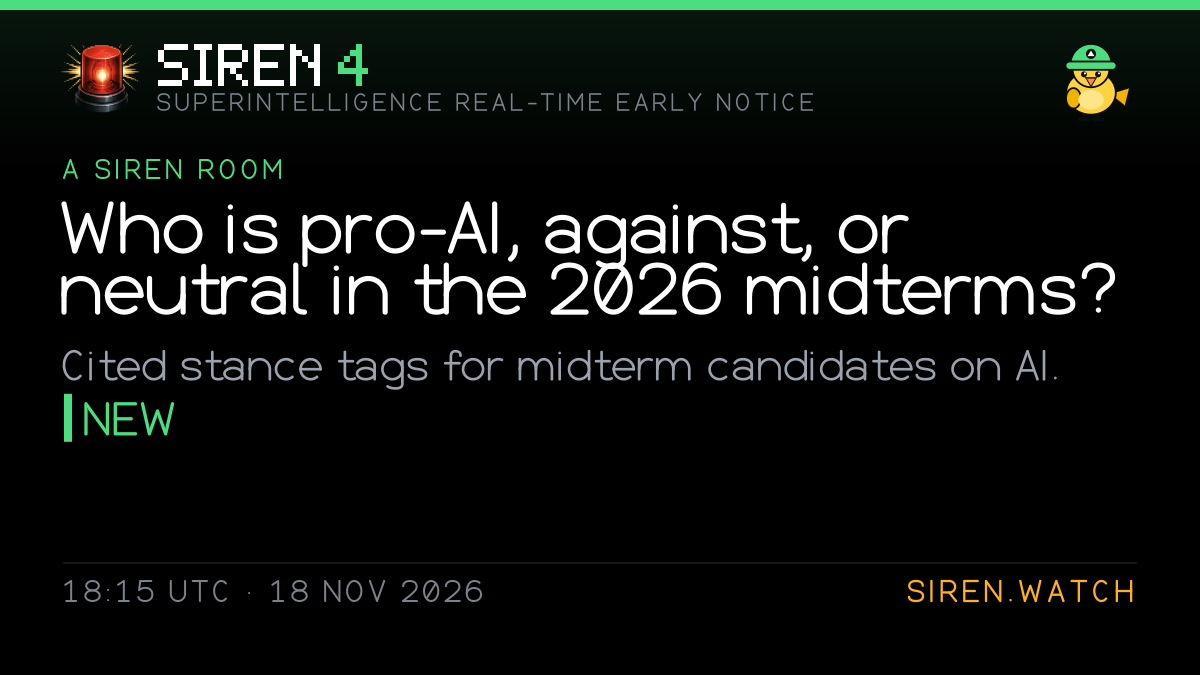 SIREN 4
SUPERINTELLIGENCE REAL-TIME EARLY NOTICE
A SIREN ROOM
Who is pro-AI, against, or
neutral in the 2026 midterms?
Cited stance tags for midterm candidates on AI.
NEW
18:15 UTC · 18 NOV 2026
SIREN.WATCH